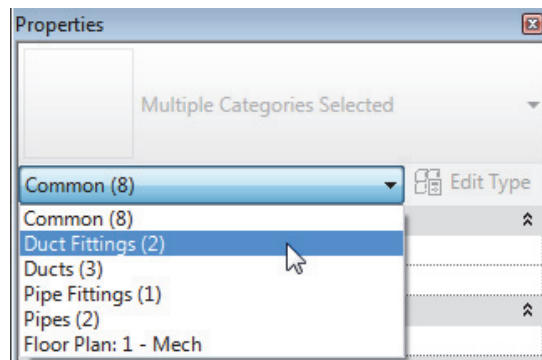 Properties
Multiple Categories Selected
Common (8)
Edit Type
Common (8)
Duct Fittings (2)
Ducts (3)
Pipe Fittings (1)
Pipes (2)
Floor Plan: 1 - Mech